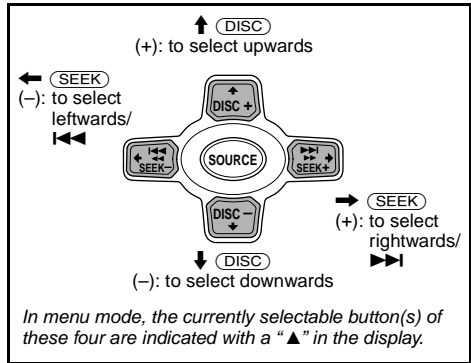 ↑ DISC
(+): to select upwards
← SEEK
(–): to select
leftwards/
⏮
DISC +
SEEK–
SOURCE
SEEK+
DISC –
→ SEEK
(+): to select
rightwards/
⏭
↓ DISC
(–): to select downwards
In menu mode, the currently selectable button(s) of
these four are indicated with a “▲” in the display.